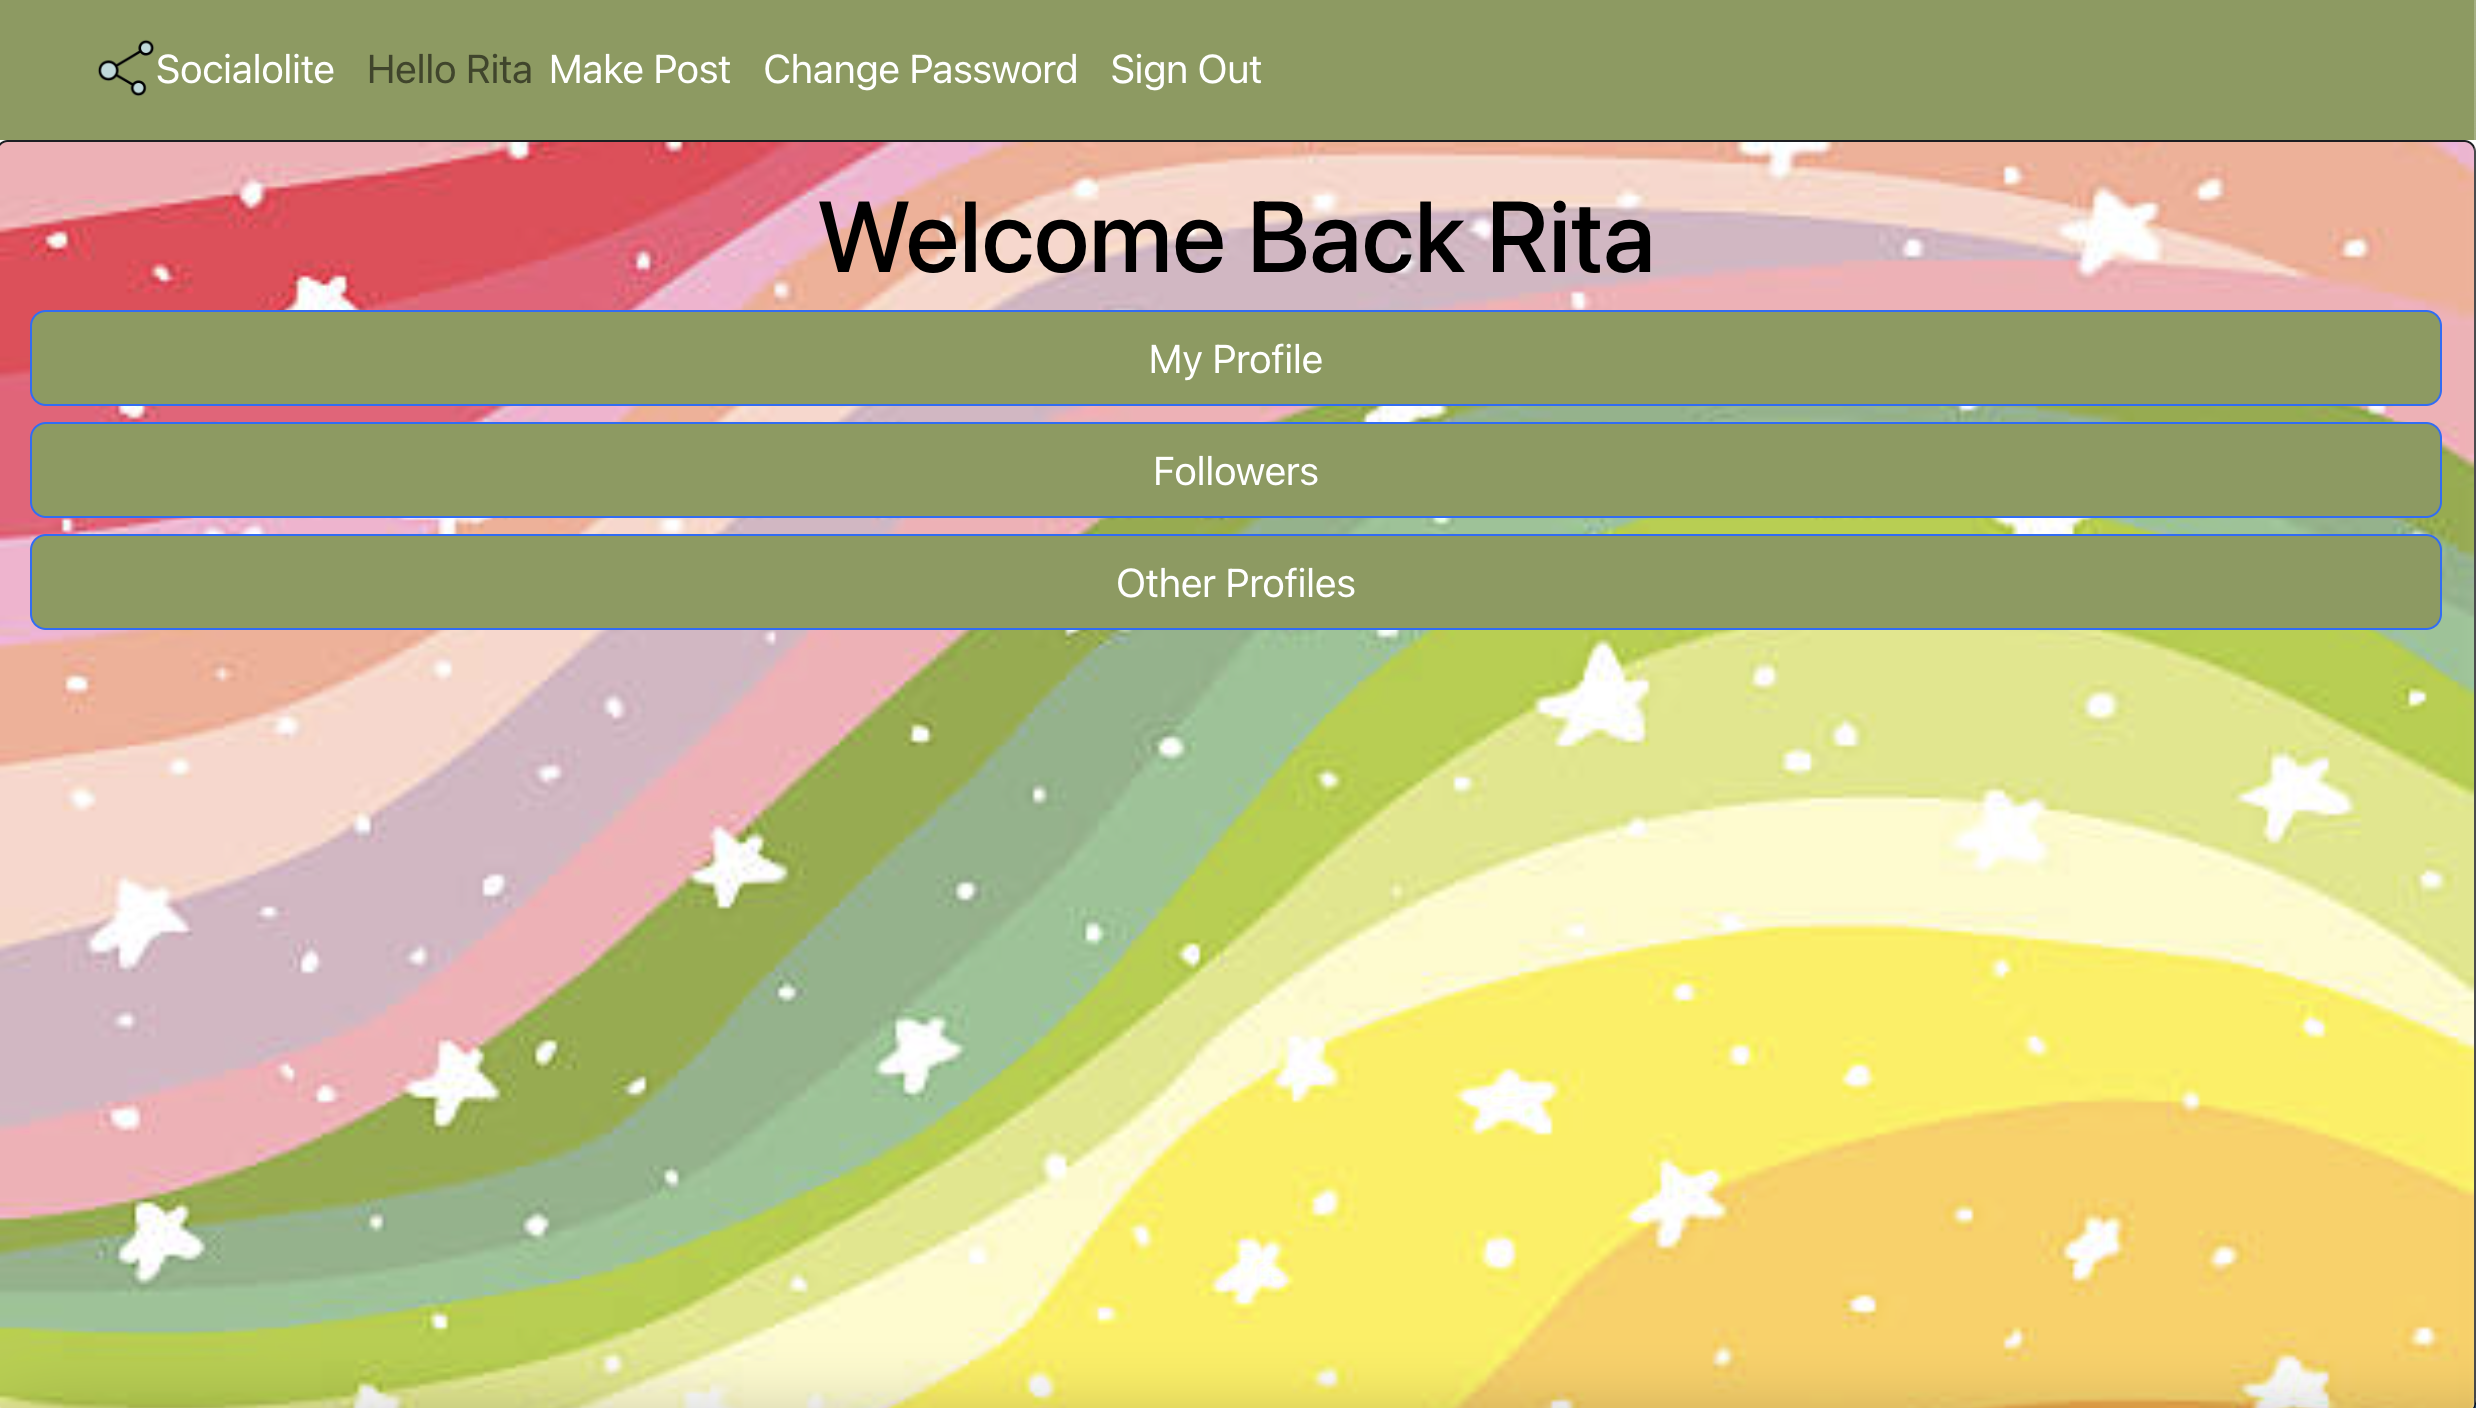 Socialolite Hello Rita Make Post Change Password Sign Out
Welcome Back Rita
My Profile
Followers
Other Profiles